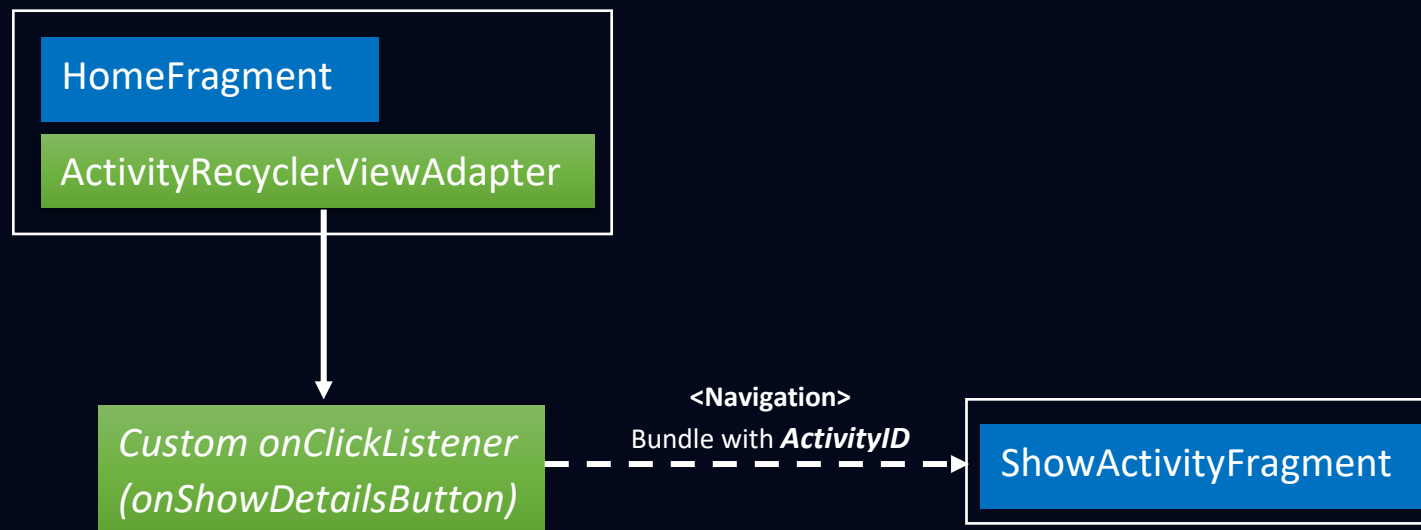 HomeFragment
ActivityRecyclerViewAdapter
<Navigation>
Bundle with ActivityID
Custom onClickListener
(onShowDetailsButton)
ShowActivityFragment